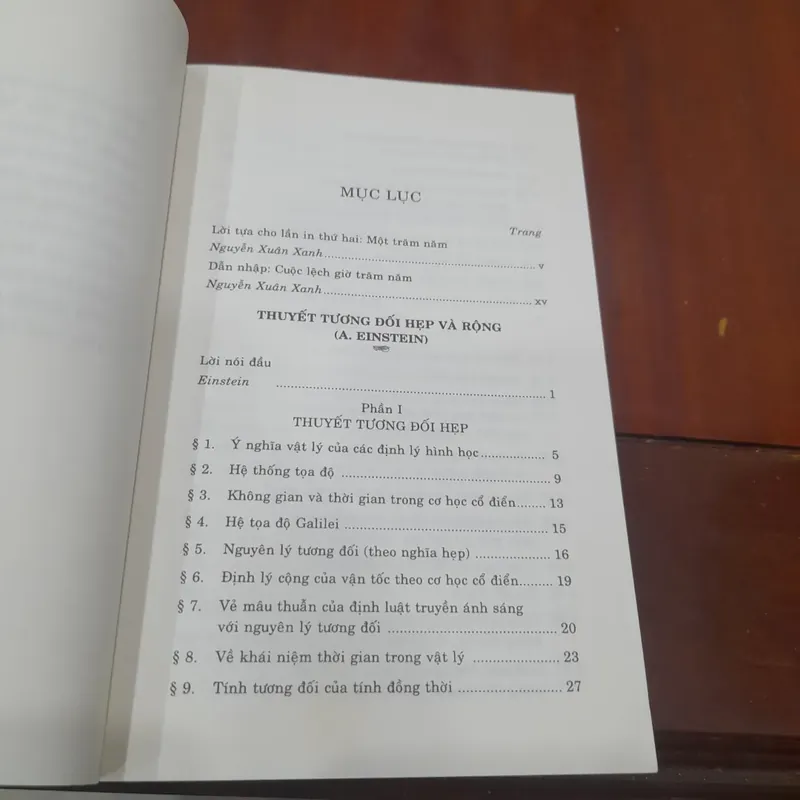 MỤC LỤC
Trang
Lời tựa cho lần in thứ hai: Một trăm năm
Nguyễn Xuân Xanh.......................................................... v
Dẫn nhập: Cuộc lệch giờ trăm năm
Nguyễn Xuân Xanh.......................................................... xv
THUYẾT TƯƠNG ĐỐI HẸP VÀ RỘNG
(A. EINSTEIN)
Lời nói đầu
Einstein .......................................................... 1
Phần I
THUYẾT TƯƠNG ĐỐI HẸP
§ 1. Ý nghĩa vật lý của các định lý hình học................... 5
§ 2. Hệ thống tọa độ .......................................... 9
§ 3. Không gian và thời gian trong cơ học cổ điển........ 13
§ 4. Hệ tọa độ Galilei .......................................... 15
§ 5. Nguyên lý tương đối (theo nghĩa hẹp) ................ 16
§ 6. Định lý cộng của vận tốc theo cơ học cổ điển......... 19
§ 7. Vẻ mâu thuẫn của định luật truyền ánh sáng
với nguyên lý tương đối ................................... 20
§ 8. Về khái niệm thời gian trong vật lý .................. 23
§ 9. Tính tương đối của tính đồng thời ..................... 27